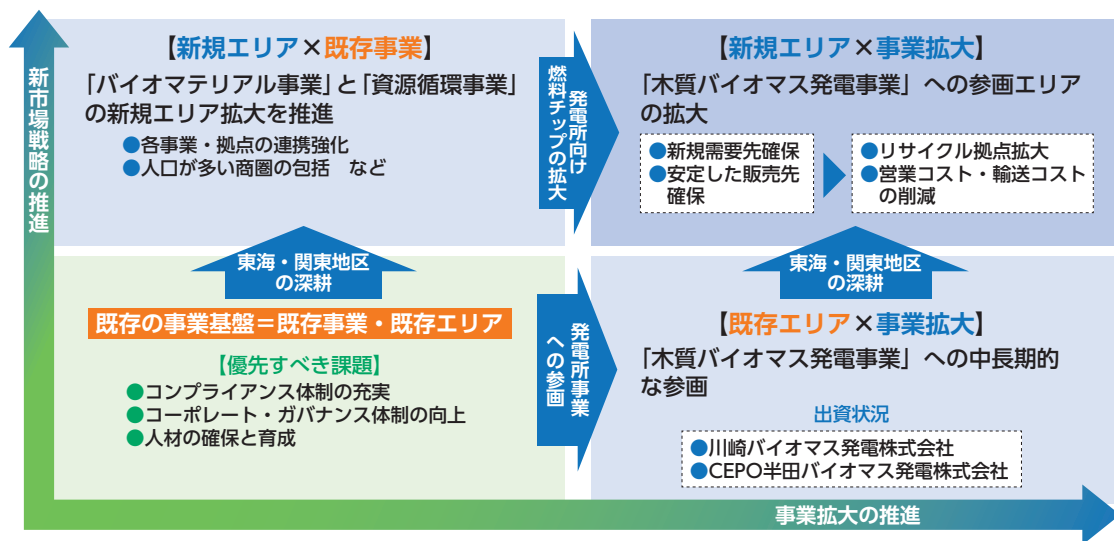 新市場戦略の推進
【新規エリア×既存事業】
「バイオマテリアル事業」と「資源循環事業」
の新規エリア拡大を推進
●各事業・拠点の連携強化
●人口が多い商圏の包括　など
発電所向け
燃料チップの拡大
【新規エリア×事業拡大】
「木質バイオマス発電事業」への参画エリア
の拡大
●新規需要先確保
●安定した販売先
確保
●リサイクル拠点拡大
●営業コスト・輸送コスト
の削減
東海・関東地区
の深耕
既存の事業基盤＝既存事業・既存エリア
【優先すべき課題】
●コンプライアンス体制の充実
●コーポレート・ガバナンス体制の向上
●人材の確保と育成
発電所事業
への参画
東海・関東地区
の深耕
【既存エリア×事業拡大】
「木質バイオマス発電事業」への中長期的
な参画
出資状況
●川崎バイオマス発電株式会社
●CEPO半田バイオマス発電株式会社
事業拡大の推進